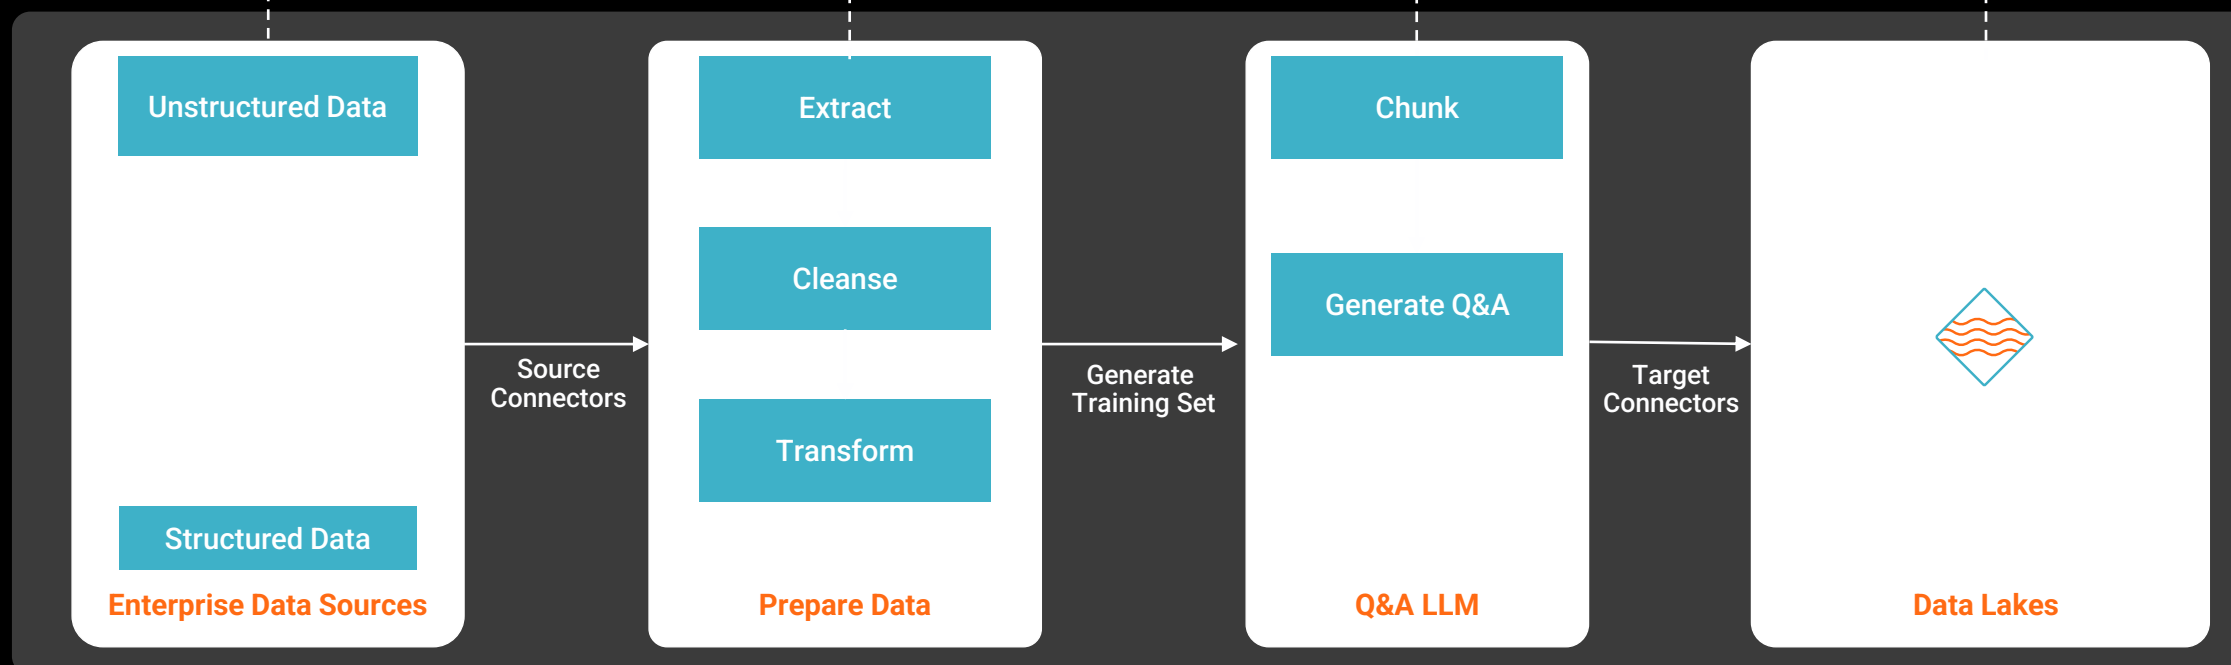 Unstructured Data
Structured Data
Enterprise Data Sources
Source
Connectors
Extract
Cleanse
Transform
Prepare Data
Generate
Training Set
Chunk
Generate Q&A
Q&A LLM
Target
Connectors
Data Lakes